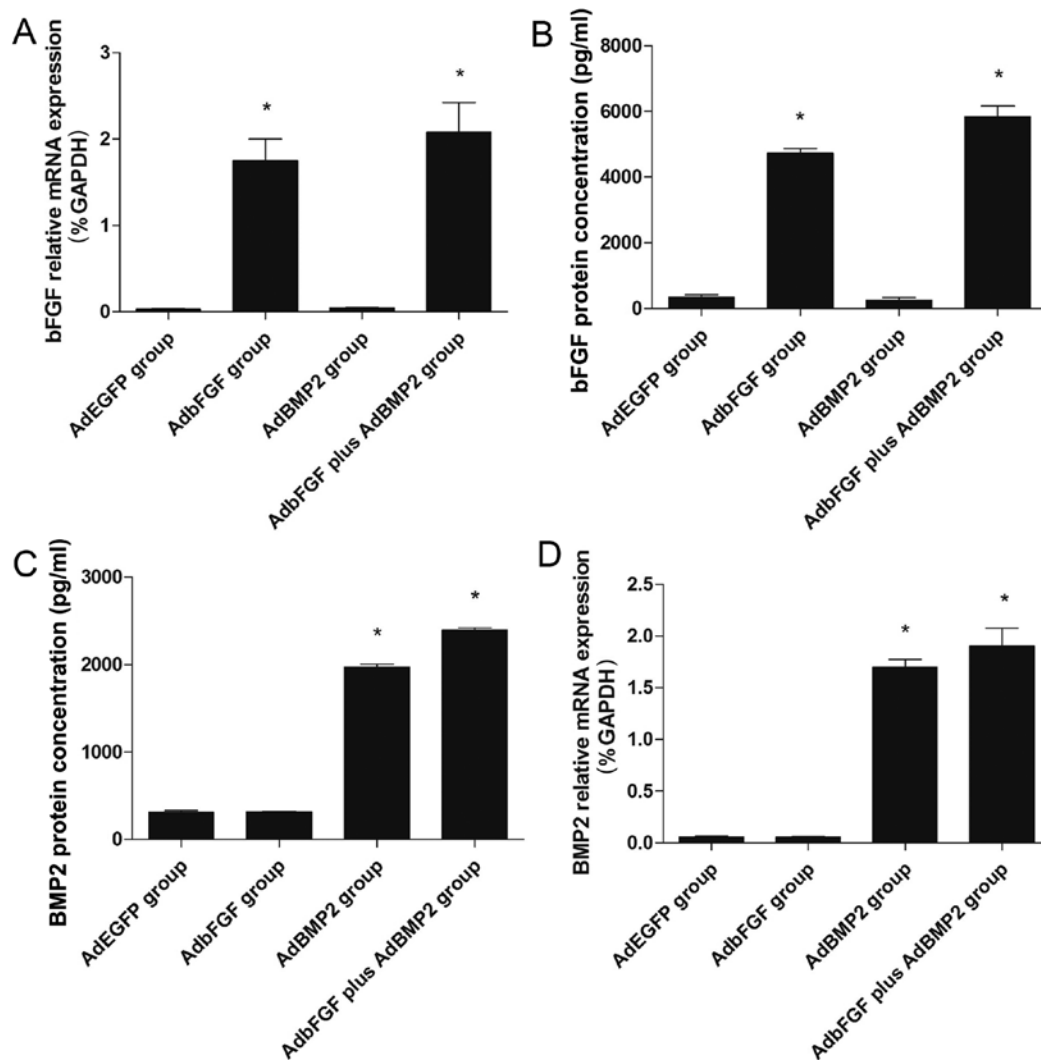 A
bFGF relative mRNA expression
(% GAPDH)
3
2
1
0
*
*
AdEGFP group
AdbFGF group
AdBMP2 group
AdbFGF plus AdBMP2 group
B
bFGF protein concentration (pg/ml)
8000
6000
4000
2000
0
*
*
AdEGFP group
AdbFGF group
AdBMP2 group
AdbFGF plus AdBMP2 group
C
BMP2 protein concentration (pg/ml)
3000
2000
1000
0
*
*
AdEGFP group
AdbFGF group
AdBMP2 group
AdbFGF plus AdBMP2 group
D
BMP2 relative mRNA expression
(% GAPDH)
2.5
2.0
1.5
1.0
0.5
0.0
*
*
AdEGFP group
AdbFGF group
AdBMP2 group
AdbFGF plus AdBMP2 group